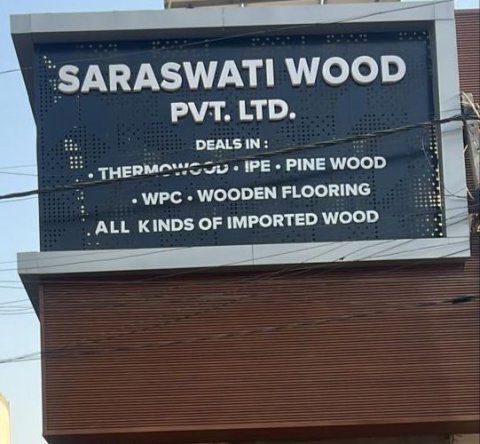 SARASWATI WOOD
PVT. LTD.
DEALS IN :
• THERMOWOOD • IPE • PINE WOOD
• WPC • WOODEN FLOORING
ALL KINDS OF IMPORTED WOOD